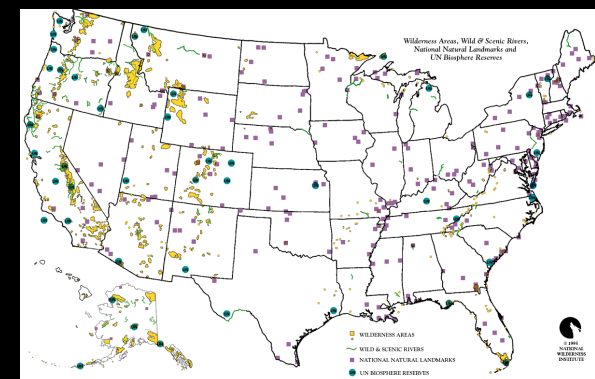 Wilderness Areas, Wild & Scenic Rivers,
National Natural Landmarks and
UN Biosphere Reserves
WILDERNESS AREAS
WILD & SCENIC RIVERS
NATIONAL NATURAL LANDMARKS
UN BIOSPHERE RESERVES
© 1995
NATIONAL
WILDERNESS
INSTITUTE